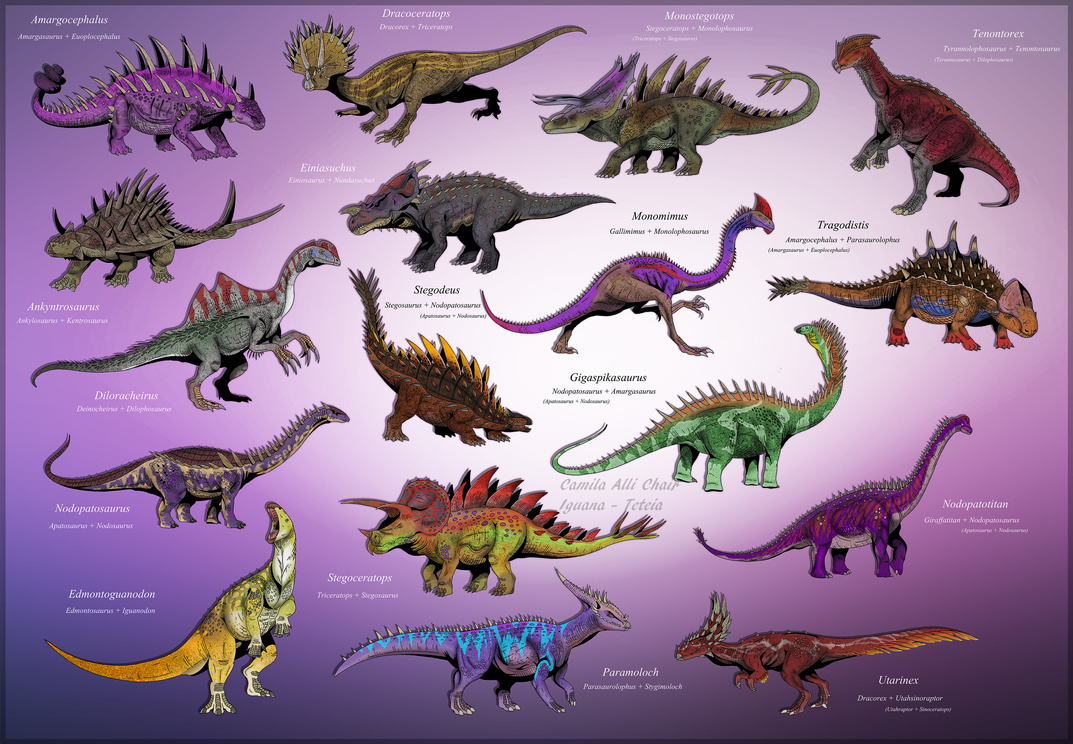 Amargocephalus
Amargasaurus + Euoplocephalus
Dracoceratops
Dracorex + Triceratops
Monostegotops
Stegoceratops + Monolophosaurus
(Triceratops + Stegosaurus)
Tenontorex
Tyrannolophosaurus + Tenontosaurus
(Tyrannosaurus + Dilophosaurus)
Einiasuchus
Einiosaurus + Nundasuchus
Monomimus
Gallimimus + Monolophosaurus
Tragodistis
Amargocephalus + Parasaurolophus
(Amargasaurus + Euoplocephalus)
Ankyntrosaurus
Ankylosaurus + Kentrosaurus
Stegodeus
Stegosaurus + Nodopatosaurus
(Apatosaurus + Nodosaurus)
Gigaspikasaurus
Nodopatosaurus + Amargasaurus
(Apatosaurus + Nodosaurus)
Diloracheirus
Deinocheirus + Dilophosaurus
Camila Alli Chair
Iguana - Teteia
Nodopatosaurus
Apatosaurus + Nodosaurus
Nodopatotitan
Giraffatitan + Nodopatosaurus
(Apatosaurus + Nodosaurus)
Stegoceratops
Triceratops + Stegosaurus
Edmontoguanodon
Edmontosaurus + Iguanodon
Paramoloch
Parasaurolophus + Stygimoloch
Utarinex
Dracorex + Utahsinoraptor
(Utahraptor + Sinoceratops)